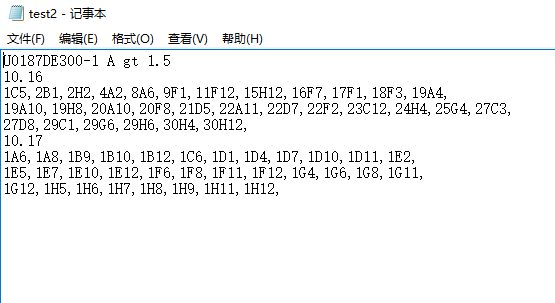 test2 - 记事本
文件(F) 编辑(E) 格式(O) 查看(V) 帮助(H)
U0187DE300-1 A gt 1.5
10.16
1C5,2B1,2H2,4A2,8A6,9F1,11F12,15H12,16F7,17F1,18F3,19A4,
19A10,19H8,20A10,20F8,21D5,22A11,22D7,22F2,23C12,24H4,25G4,27C3,
27D8,29C1,29G6,29H6,30H4,30H12,
10.17
1A6,1A8,1B9,1B10,1B12,1C6,1D1,1D4,1D7,1D10,1D11,1E2,
1E5,1E7,1E10,1E12,1F6,1F8,1F11,1F12,1G4,1G6,1G8,1G11,
1G12,1H5,1H6,1H7,1H8,1H9,1H11,1H12,